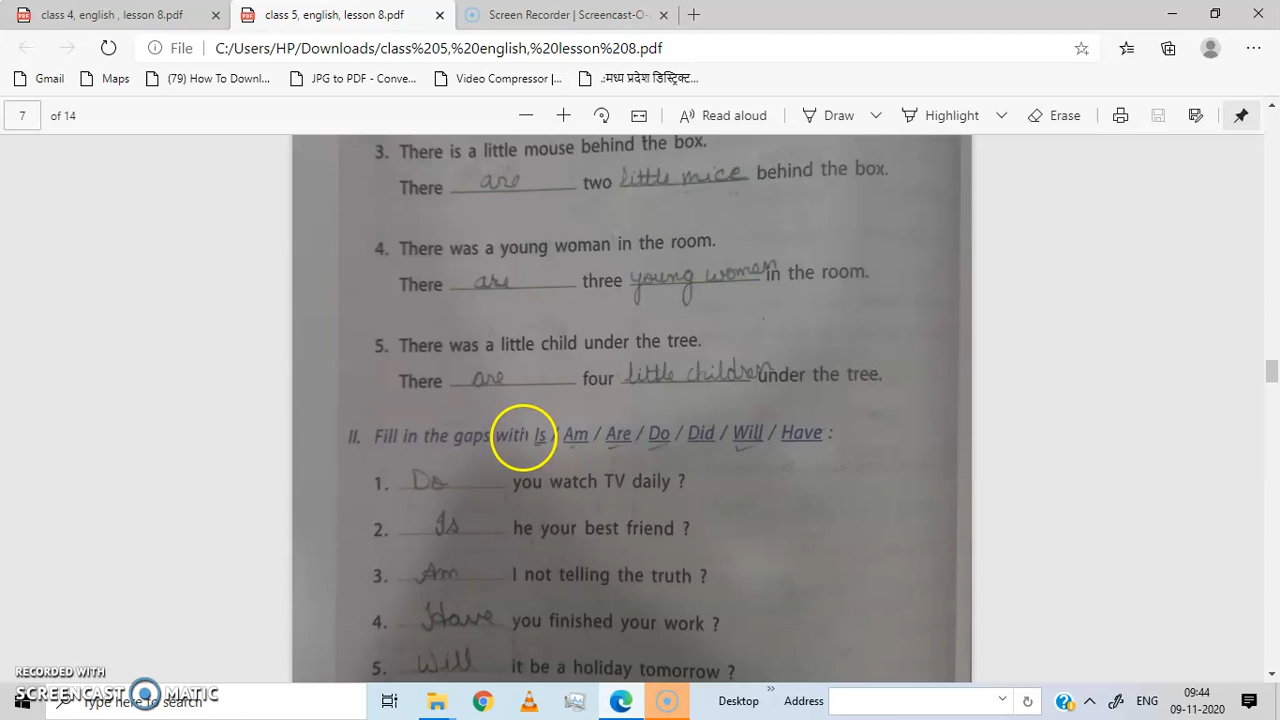 class 4, english , lesson 8.pdf
class 5, english, lesson 8.pdf
Screen Recorder | Screencast-O-
File
C:/Users/HP/Downloads/class%205,%20english,%20lesson%208.pdf
Gmail
Maps
(79) How To Downl...
JPG to PDF - Conve...
Video Compressor |...
.:मध्य प्रदेश डिस्ट्रिक्ट...
7 of 14
Read aloud
Draw
Highlight
Erase
3. There is a little mouse behind the box.
There are two little mice behind the box.
4. There was a young woman in the room.
There are three young women in the room.
5. There was a little child under the tree.
There are four little children under the tree.
II. Fill in the gaps with Is / Am / Are / Do / Did / Will / Have :
1. Do you watch TV daily ?
2. Is he your best friend ?
3. Am I not telling the truth ?
4. Have you finished your work ?
5. Will it be a holiday tomorrow ?
RECORDED WITH
SCREENCAST MATIC
Type here to search
Desktop
Address
ENG
09:44
09-11-2020